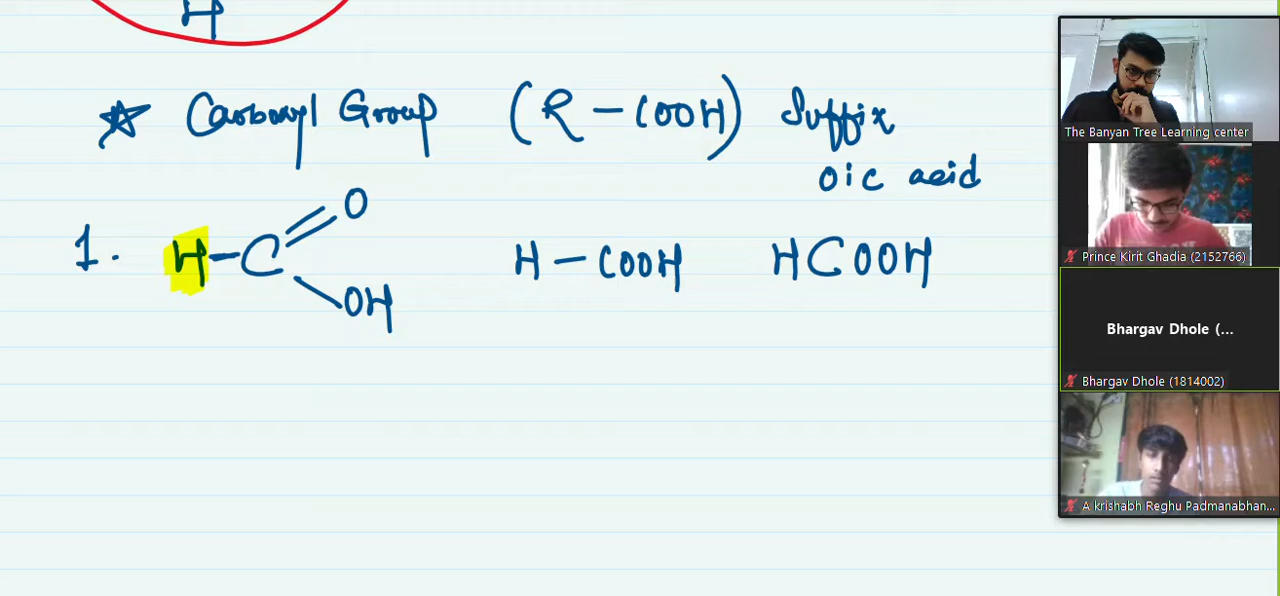 H
☆ Carbonyl Group (R-COOH) Suffix
oic acid
1. H-C=O
OH
H-COOH HCOOH
The Banyan Tree Learning center
Prince Kirit Ghadia (2152766)
Bhargav Dhole (...
Bhargav Dhole (1814002)
A krishabh Reghu Padmanabhan...